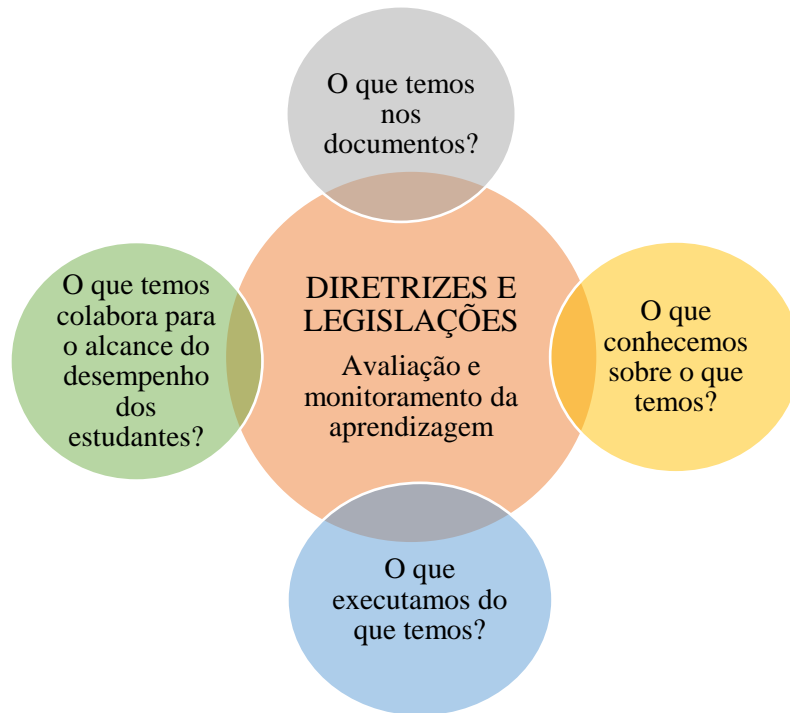 O que temos
nos
documentos?
DIRETRIZES E
LEGISLAÇÕES
Avaliação e
monitoramento da
aprendizagem
O que
conhecemos
sobre o que
temos?
O que
executamos do
que temos?
O que temos
colabora para
o alcance do
desempenho
dos
estudantes?